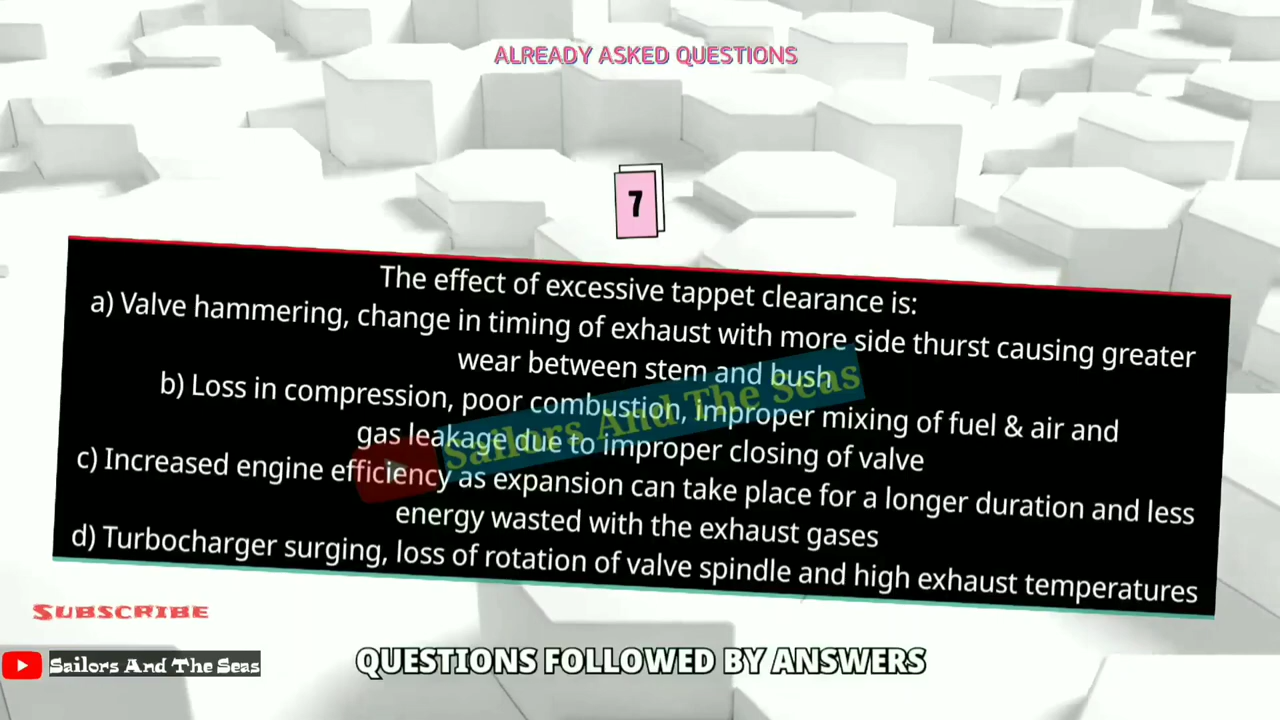 ALREADY ASKED QUESTIONS
7
The effect of excessive tappet clearance is:
a) Valve hammering, change in timing of exhaust with more side thurst causing greater
wear between stem and bush
b) Loss in compression, poor combustion, improper mixing of fuel & air and
gas leakage due to improper closing of valve
c) Increased engine efficiency as expansion can take place for a longer duration and less
energy wasted with the exhaust gases
d) Turbocharger surging, loss of rotation of valve spindle and high exhaust temperatures
Sailors And The Seas
SUBSCRIBE
Sailors And The Seas
QUESTIONS FOLLOWED BY ANSWERS